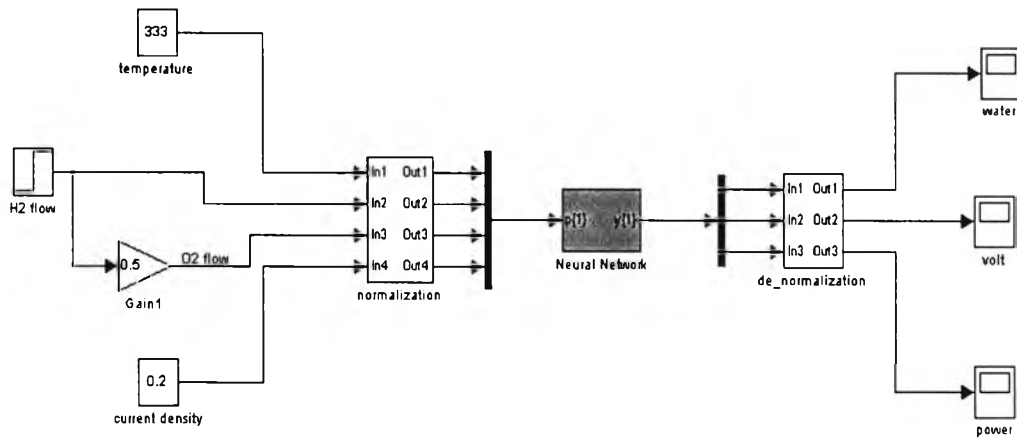 333
temperature
H2 flow
0.5
O2 flow
Gain1
0.2
current density
In1 Out1
In2 Out2
In3 Out3
In4 Out4
normalization
p{1} y{1}
Neural Network
In1 Out1
In2 Out2
In3 Out3
de_normalization
water
volt
power